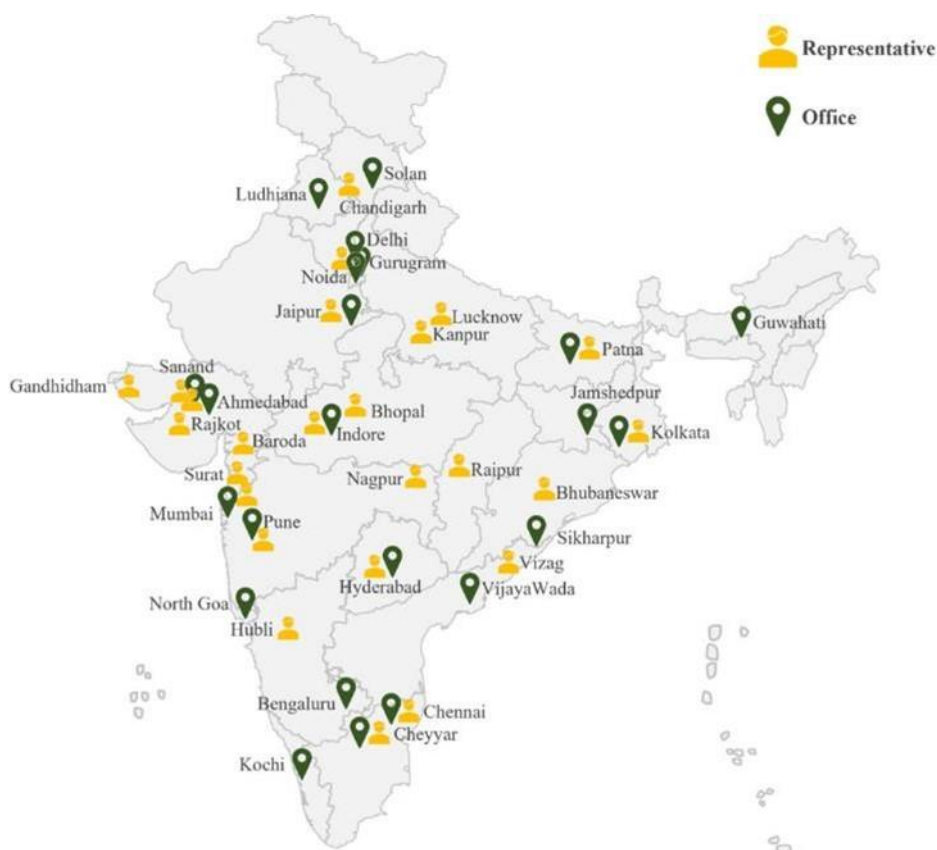 Representative
Office
Solan
Ludhiana
Chandigarh
Delhi
Gurugram
Noida
Jaipur
Lucknow
Kanpur
Guwahati
Patna
Sanand
Gandhidham
Ahmedabad
Jamshedpur
Bhopal
Rajkot
Indore
Kolkata
Baroda
Surat
Nagpur
Raipur
Bhubaneswar
Mumbai
Pune
Sikharpur
Vizag
Hyderabad
VijayaWada
North Goa
Hubli
Bengaluru
Chennai
Cheyyar
Kochi